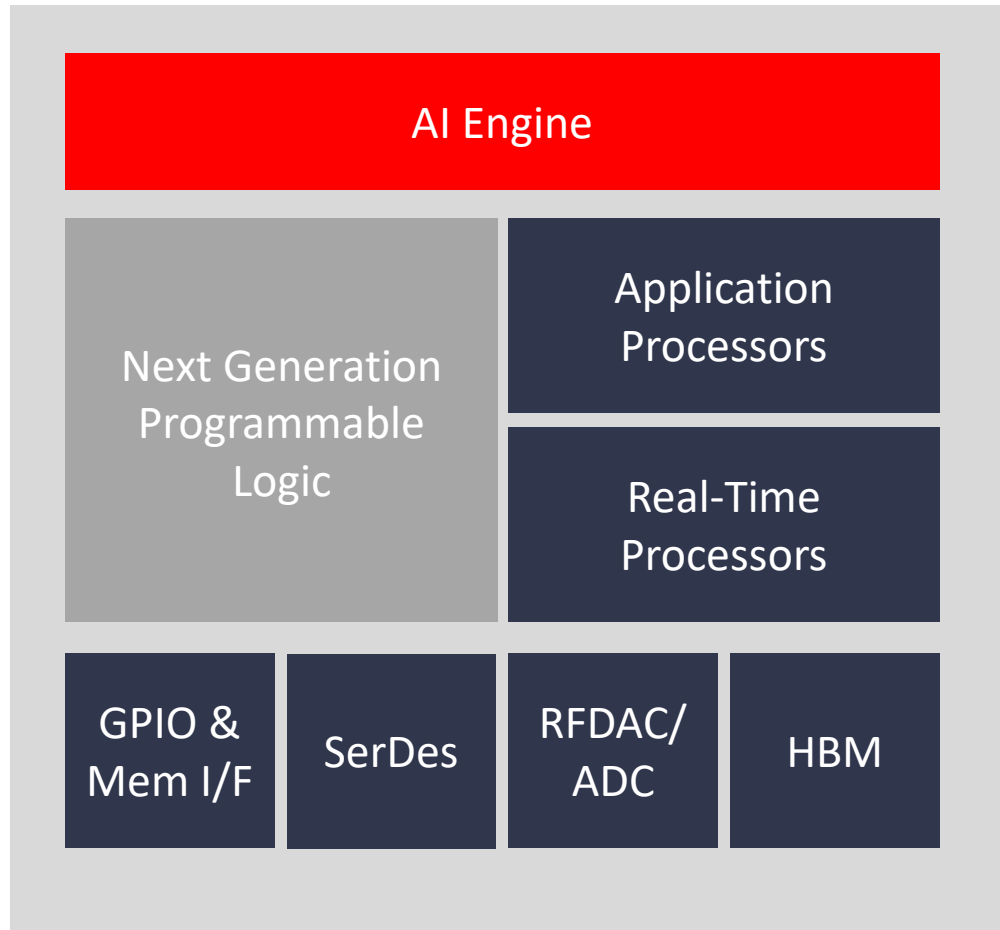 AI Engine
Next Generation
Programmable
Logic
Application
Processors
Real-Time
Processors
GPIO &
Mem I/F
SerDes
RFDAC/
ADC
HBM